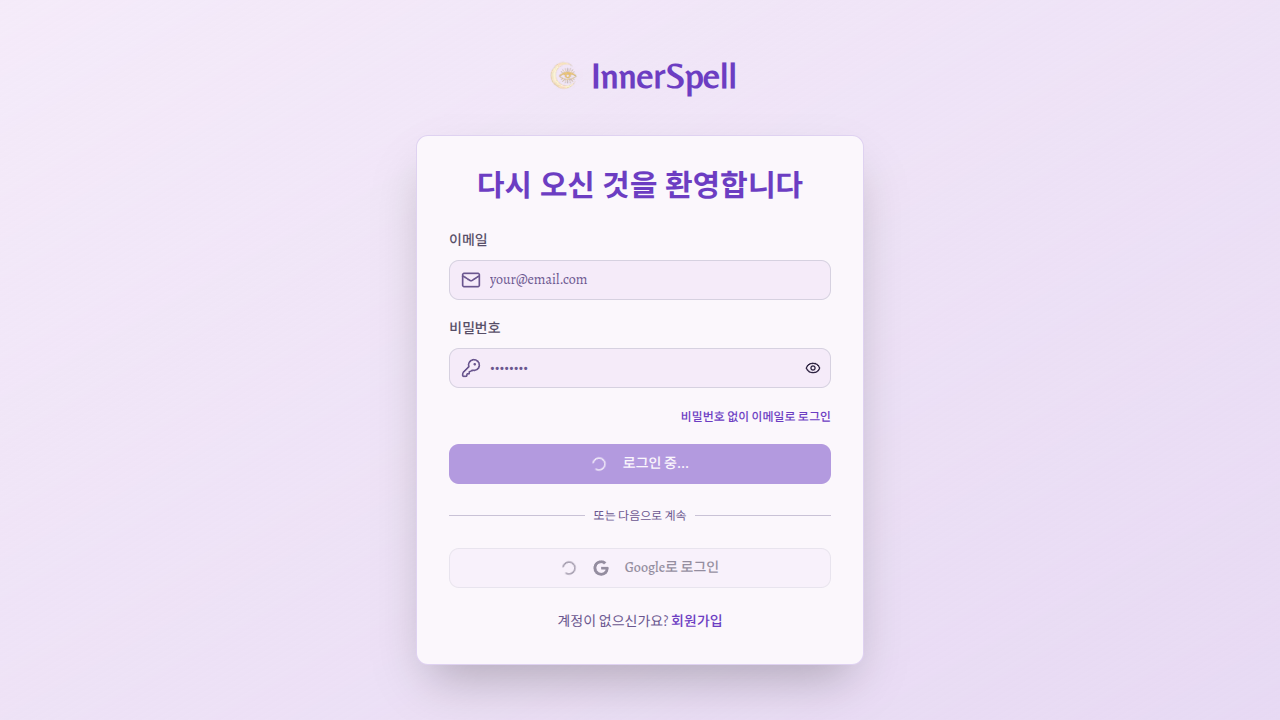 InnerSpell
다시 오신 것을 환영합니다
이메일
your@email.com
비밀번호
••••••••
비밀번호 없이 이메일로 로그인
로그인 중...
또는 다음으로 계속
Google로 로그인
계정이 없으신가요? 회원가입